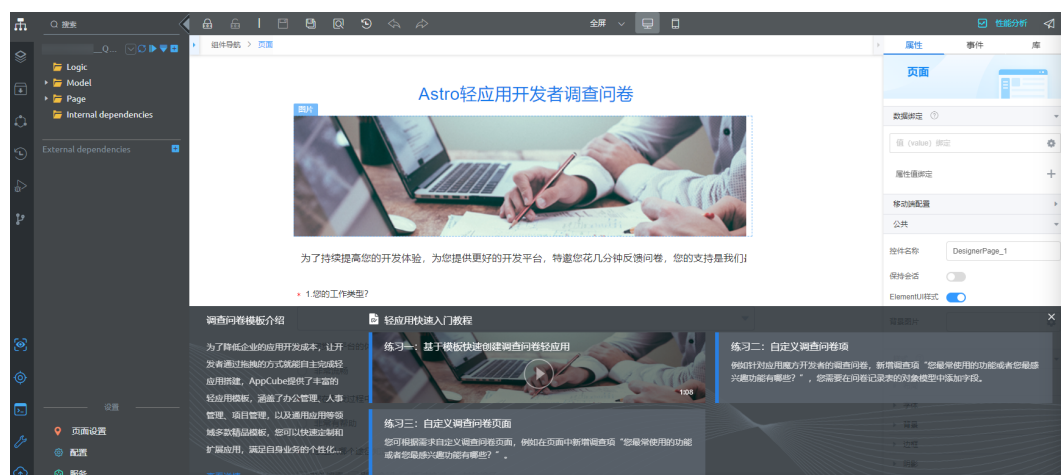 搜索
全屏
性能分析
__Q...
Logic
Model
Page
Internal dependencies
External dependencies
设置
页面设置
配置
服务
组件导航 > 页面
Astro轻应用开发者调查问卷
图片
为了持续提高您的开发体验，为您提供更好的开发平台，特邀您花几分钟反馈问卷，您的支持是我们
* 1.您的工作类型?
调查问卷模板介绍
为了降低企业的应用开发成本，让开
发者通过拖拽的方式就能自主完成轻
应用搭建，AppCube提供了丰富的
轻应用模板，涵盖了办公管理、人事
管理、项目管理，以及通用应用等领
域多款精品模板，您可以快速定制和
扩展应用，满足自身业务的个性化...
轻应用快速入门教程
练习一：基于模板快速创建调查问卷轻应用
1:08
练习二：自定义调查问卷项
例如针对应用魔方开发者的调查问卷，新增调查项“您最常使用的功能或者您最感
兴趣功能有哪些？”，您需要在问卷记录表的对象模型中添加字段。
练习三：自定义调查问卷页面
您可根据需求自定义调查问卷页面，例如在页面中新增调查项“您最常使用的功能
或者您最感兴趣功能有哪些？”。
属性
事件
库
页面
数据绑定
值（value）绑定
属性值绑定
移动端配置
公共
控件名称
DesignerPage_1
保持会话
ElementUI样式